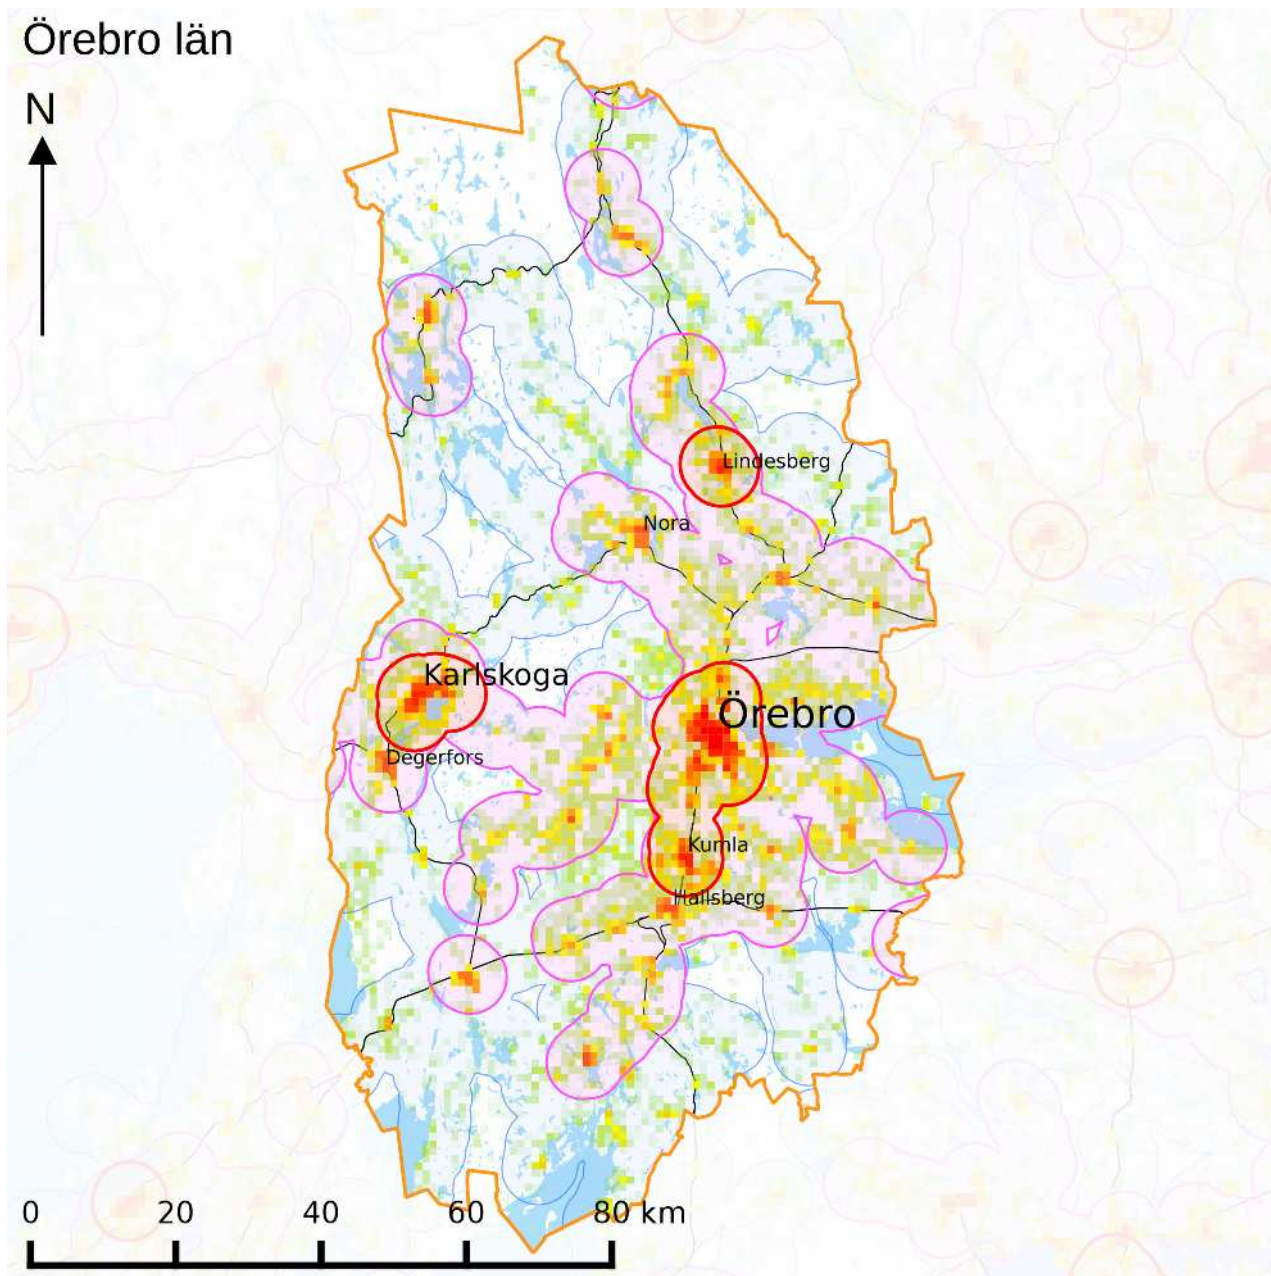 Örebro län
N
Lindesberg
Nora
Karlskoga
Örebro
Degerfors
Kumla
Hallsberg
0 20 40 60 80 km